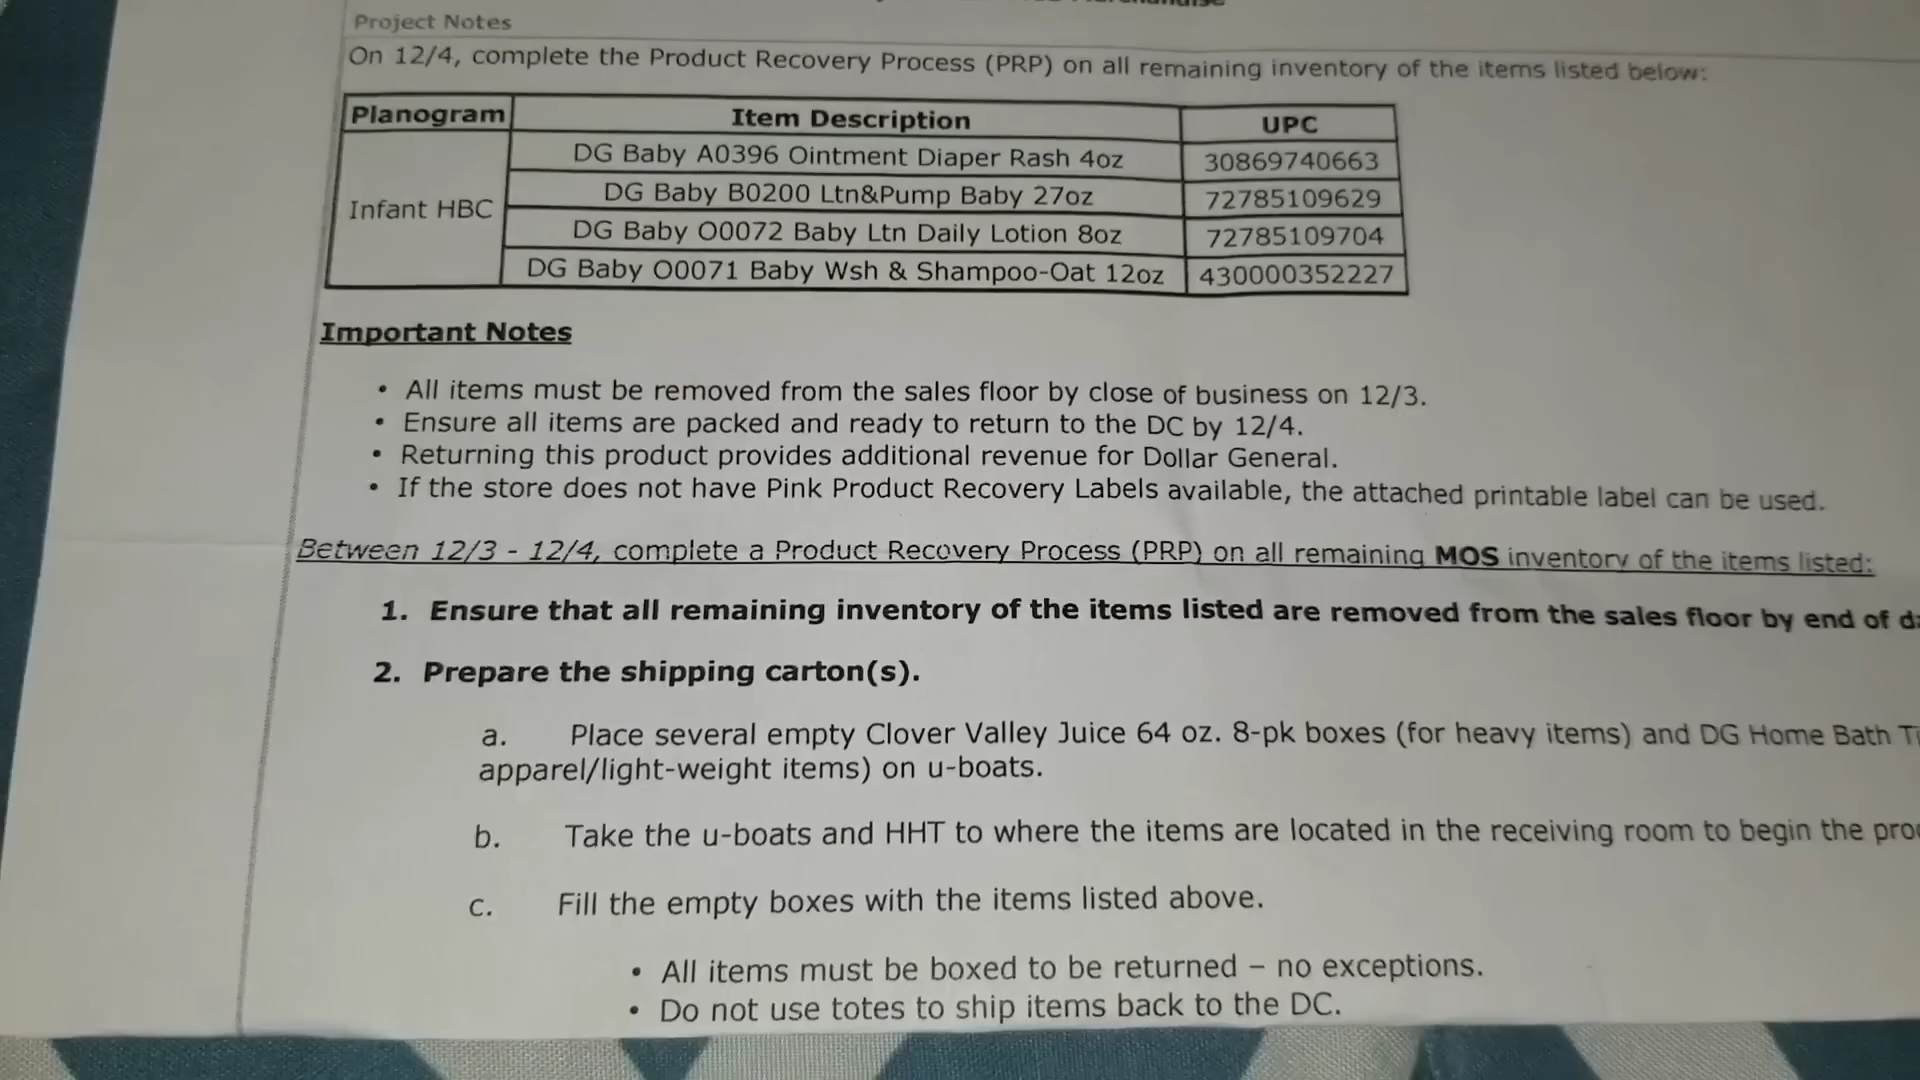 Project Notes
On 12/4, complete the Product Recovery Process (PRP) on all remaining inventory of the items listed below:
Planogram Item Description UPC
DG Baby A0396 Ointment Diaper Rash 4oz 30869740663
DG Baby B0200 Ltn&Pump Baby 27oz 72785109629
Infant HBC
DG Baby O0072 Baby Ltn Daily Lotion 8oz 72785109704
DG Baby O0071 Baby Wsh & Shampoo-Oat 12oz 430000352227
Important Notes
• All items must be removed from the sales floor by close of business on 12/3.
• Ensure all items are packed and ready to return to the DC by 12/4.
• Returning this product provides additional revenue for Dollar General.
• If the store does not have Pink Product Recovery Labels available, the attached printable label can be used.
Between 12/3 - 12/4, complete a Product Recovery Process (PRP) on all remaining MOS inventory of the items listed:
1. Ensure that all remaining inventory of the items listed are removed from the sales floor by end of
2. Prepare the shipping carton(s).
a. Place several empty Clover Valley Juice 64 oz. 8-pk boxes (for heavy items) and DG Home Bath
apparel/light-weight items) on u-boats.
b. Take the u-boats and HHT to where the items are located in the receiving room to begin the
c. Fill the empty boxes with the items listed above.
• All items must be boxed to be returned – no exceptions.
• Do not use totes to ship items back to the DC.